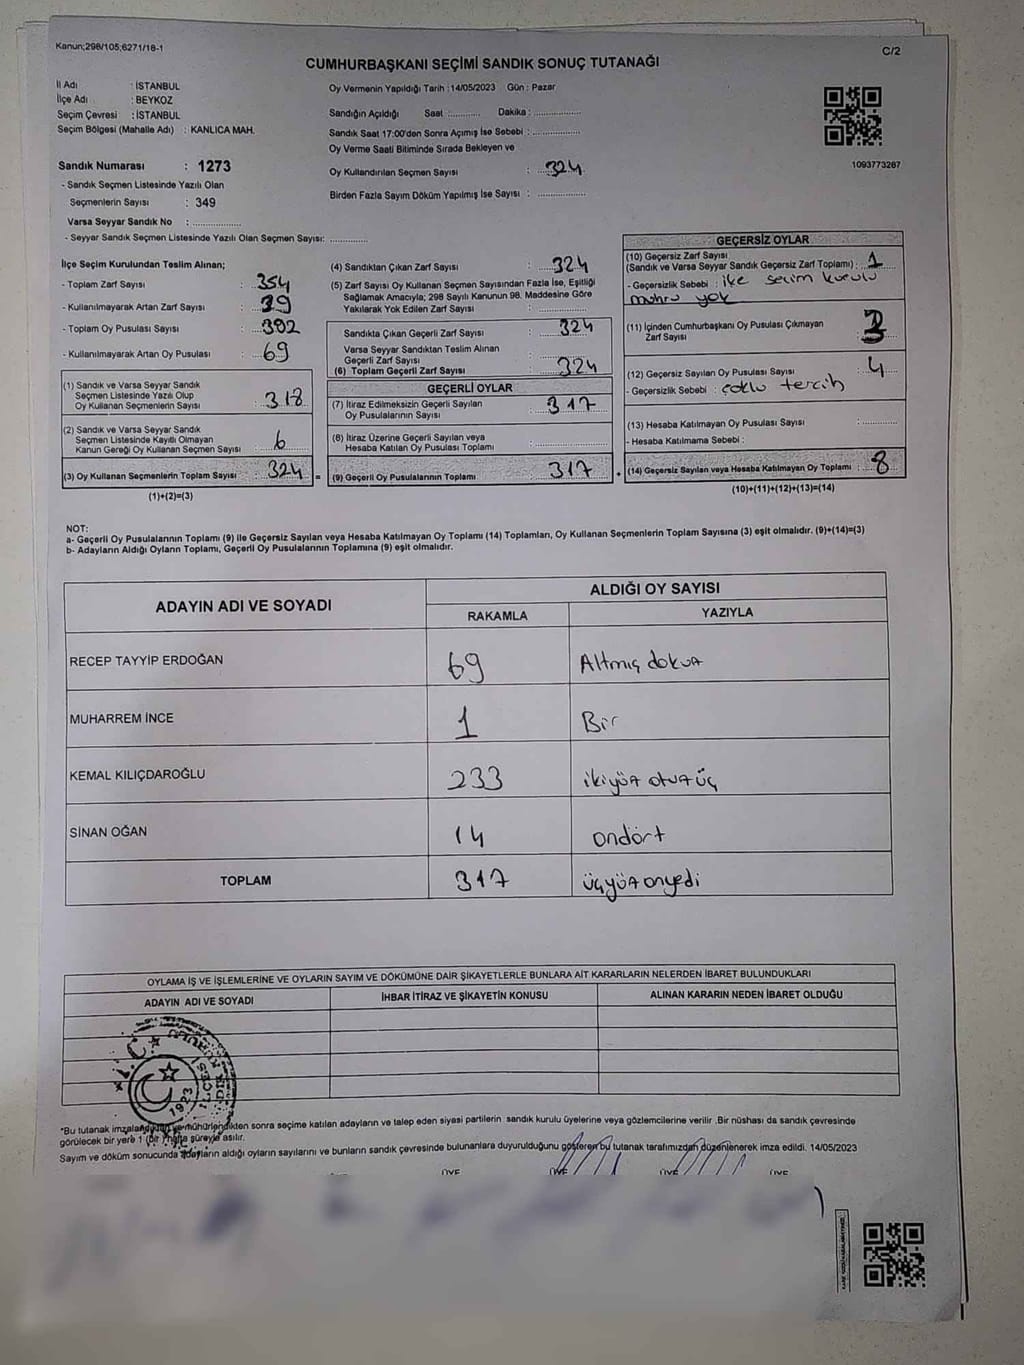 Kanun;298/105;6271/18-1
C/2
CUMHURBAŞKANI SEÇİMİ SANDIK SONUÇ TUTANAĞI
İl Adı : İSTANBUL
İlçe Adı : BEYKOZ
Seçim Çevresi : İSTANBUL
Seçim Bölgesi (Mahalle Adı) : KANLICA MAH.
Sandık Numarası : 1273
- Sandık Seçmen Listesinde Yazılı Olan
Seçmenlerin Sayısı : 349
Varsa Seyyar Sandık No : ..............
- Seyyar Sandık Seçmen Listesinde Yazılı Olan Seçmen Sayısı: ...........
Oy Vermenin Yapıldığı Tarih : 14/05/2023 Gün : Pazar
Sandığın Açıldığı Saat :.......... Dakika :..............
Sandık Saat 17:00'den Sonra Açımış İse Sebebi :..............
Oy Verme Saati Bitiminde Sırada Bekleyen ve
Oy Kullandırılan Seçmen Sayısı : 324
Birden Fazla Sayım Döküm Yapılmış İse Sayısı : ..............
1093773267
İlçe Seçim Kurulundan Teslim Alınan;
- Toplam Zarf Sayısı : 354
- Kullanılmayarak Artan Zarf Sayısı : 39
- Toplam Oy Pusulası Sayısı : 392
- Kullanılmayarak Artan Oy Pusulası : 69
(1) Sandık ve Varsa Seyyar Sandık
Seçmen Listesinde Yazılı Olup
Oy Kullanan Seçmenlerin Sayısı : 318
(2) Sandık ve Varsa Seyyar Sandık
Seçmen Listesinde Kayıtlı Olmayan
Kanun Gereği Oy Kullanan Seçmen Sayısı : 6
(3) Oy Kullanan Seçmenlerin Toplam Sayısı : 324
(1)+(2)=(3)
(4) Sandıktan Çıkan Zarf Sayısı : 324
(5) Zarf Sayısı Oy Kullanan Seçmen Sayısından Fazla İse, Eşitliği
Sağlamak Amacıyla; 298 Sayılı Kanunun 98. Maddesine Göre
Yakılarak Yok Edilen Zarf Sayısı : ..............
Sandıkta Çıkan Geçerli Zarf Sayısı : 324
Varsa Seyyar Sandıktan Teslim Alınan
Geçerli Zarf Sayısı
(6) Toplam Geçerli Zarf Sayısı : 324
GEÇERLİ OYLAR
(7) İtiraz Edilmeksizin Geçerli Sayılan
Oy Pusulalarının Sayısı : 317
(8) İtiraz Üzerine Geçerli Sayılan veya
Hesaba Katılan Oy Pusulası Toplamı : ..............
= (9) Geçerli Oy Pusulalarının Toplamı : 317
GEÇERSİZ OYLAR
(10) Geçersiz Zarf Sayısı
(Sandık ve Varsa Seyyar Sandık Geçersiz Zarf Toplamı) : 1
- Geçersizlik Sebebi : ilçe seçim kurulu
mührü yok
(11) İçinden Cumhurbaşkanı Oy Pusulası Çıkmayan
Zarf Sayısı : 3
(12) Geçersiz Sayılan Oy Pusulası Sayısı : 4
- Geçersizlik Sebebi : çoklu tercih
(13) Hesaba Katılmayan Oy Pusulası Sayısı : ..........
- Hesaba Katılmama Sebebi :
+ (14) Geçersiz Sayılan veya Hesaba Katılmayan Oy Toplamı : 8
(10)+(11)+(12)+(13)=(14)
NOT:
a- Geçerli Oy Pusulalarının Toplamı (9) ile Geçersiz Sayılan veya Hesaba Katılmayan Oy Toplamı (14) Toplamları, Oy Kullanan Seçmenlerin Toplam Sayısına (3) eşit olmalıdır. (9)+(14)=(3)
b- Adayların Aldığı Oyların Toplamı, Geçerli Oy Pusulalarının Toplamına (9) eşit olmalıdır.
ADAYIN ADI VE SOYADI
ALDIĞI OY SAYISI
RAKAMLA YAZIYLA
RECEP TAYYİP ERDOĞAN 69 Altmış dokuz
MUHARREM İNCE 1 Bir
KEMAL KILIÇDAROĞLU 233 ikiyüz otuz üç
SİNAN OĞAN 14 ondört
TOPLAM 317 üçyüz onyedi
OYLAMA İŞ VE İŞLEMLERİNE VE OYLARIN SAYIM VE DÖKÜMÜNE DAİR ŞİKAYETLERLE BUNLARA AİT KARARLARIN NELERDEN İBARET BULUNDUKLARI
ADAYIN ADI VE SOYADI İHBAR İTİRAZ VE ŞİKAYETİN KONUSU ALINAN KARARIN NEDEN İBARET OLDUĞU
T.C.
1923
*Bu tutanak imzalandıktan ve mühürlendikten sonra seçime katılan adayların ve talep eden siyasi partilerin sandık kurulu üyelerine veya gözlemcilerine verilir .Bir nüshası da sandık çevresinde
görülecek bir yere 1 (bir ) hafta süreyle asılır.
Sayım ve döküm sonucunda adayların aldığı oyların sayılarını ve bunların sandık çevresinde bulunanlara duyurulduğunu gösteren bu tutanak tarafımızdan düzenlenerek imza edildi. 14/05/2023
ÜYE ÜYE ÜYE ÜYE